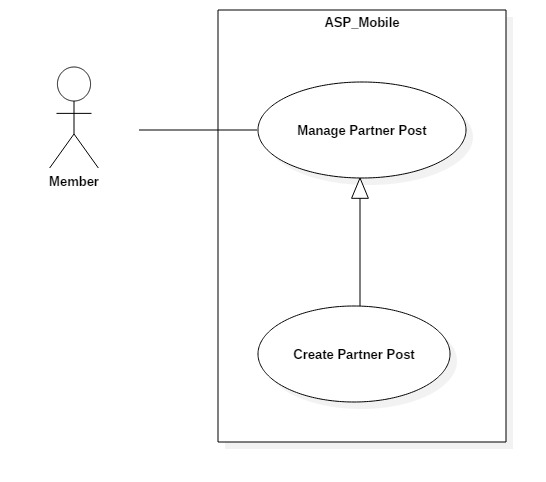 ASP_Mobile
Manage Partner Post
Member
Create Partner Post